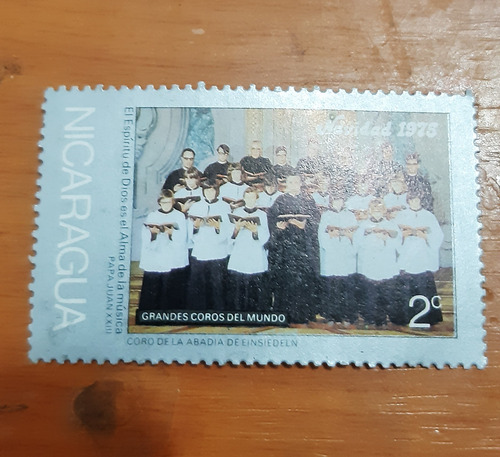 NICARAGUA
El Espíritu de Dios es el Alma de la música
PAPA JUAN XXIII
Navidad 1975
GRANDES COROS DEL MUNDO
2c
CORO DE LA ABADIA DE EINSIEDELN